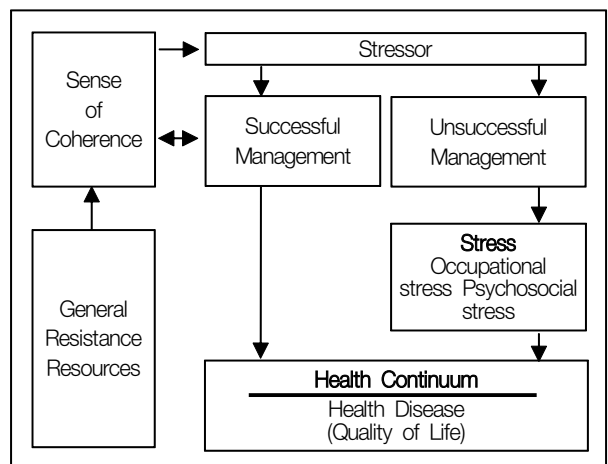 Sense
of
Coherence
Stressor
Successful
Management
Unsuccessful
Management
General
Resistance
Resources
Stress
Occupational
stress Psychosocial
stress
Health Continuum
Health Disease
(Quality of Life)